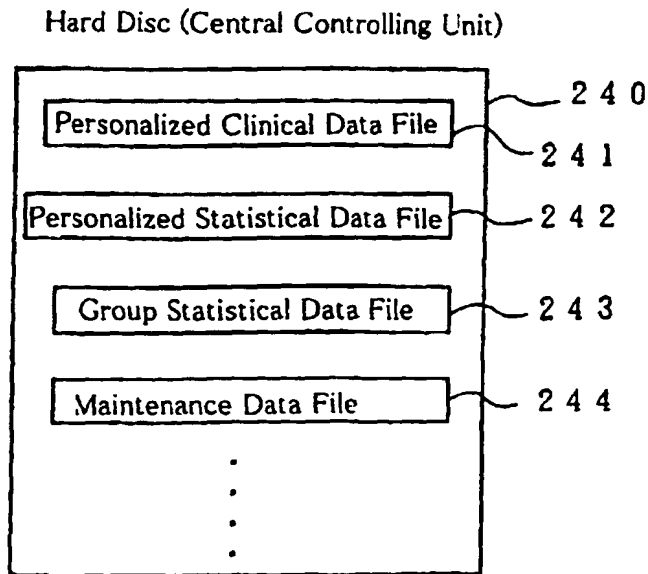 Hard Disc (Central Controlling Unit)
240
Personalized Clinical Data File
241
Personalized Statistical Data File
242
Group Statistical Data File
243
Maintenance Data File
244